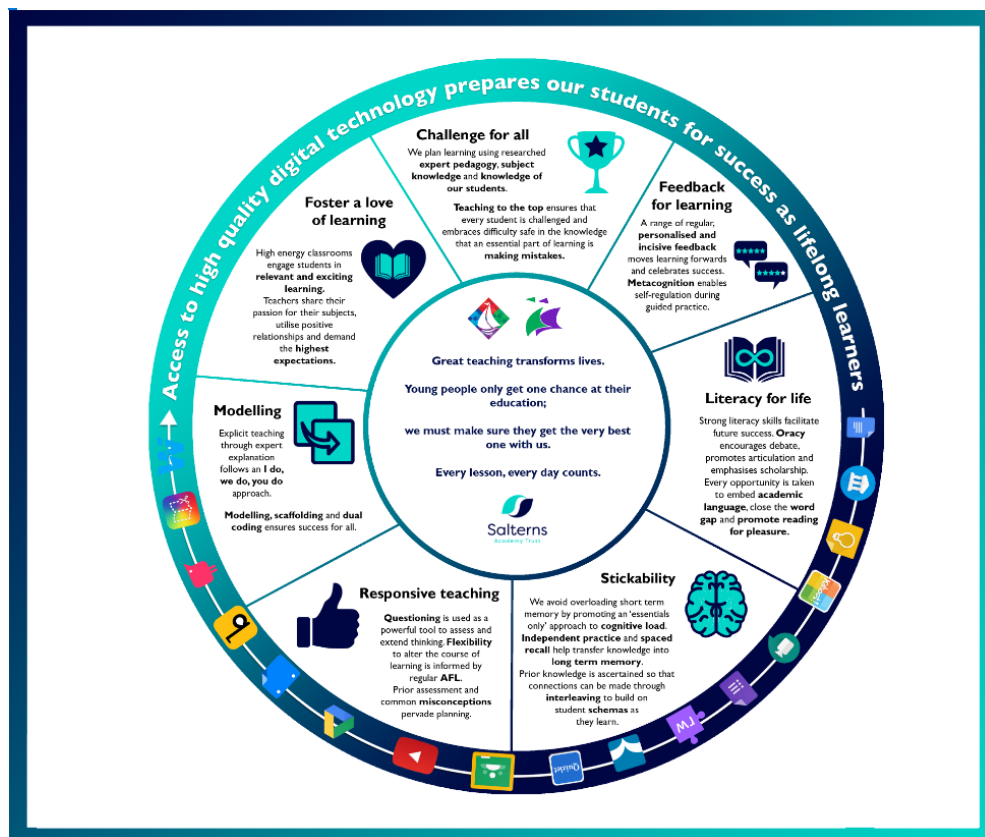 Access to high quality digital technology prepares our students for success as lifelong learners
Challenge for all
We plan learning using researched
expert pedagogy, subject
knowledge and knowledge of
our students.
Teaching to the top ensures that
every student is challenged and
embraces difficulty safe in the knowledge
that an essential part of learning is
making mistakes.
Feedback
for learning
A range of regular,
personalised and
incisive feedback
moves learning forwards
and celebrates success.
Metacognition enables
self-regulation during
guided practice.
Literacy for life
Strong literacy skills facilitate
future success. Oracy
encourages debate,
promotes articulation and
emphasises scholarship.
Every opportunity is taken
to embed academic
language, close the word
gap and promote reading
for pleasure.
Stickability
We avoid overloading short term
memory by promoting an 'essentials
only' approach to cognitive load.
Independent practice and spaced
recall help transfer knowledge into
long term memory.
Prior knowledge is ascertained so that
connections can be made through
interleaving to build on
student schemas as
they learn.
Responsive teaching
Questioning is used as a
powerful tool to assess and
extend thinking. Flexibility
to alter the course of
learning is informed by
regular AFL.
Prior assessment and
common misconceptions
pervade planning.
Modelling
Explicit teaching
through expert
explanation
follows an I do,
we do, you do
approach.
Modelling, scaffolding and dual
coding ensures success for all.
Foster a love
of learning
High energy classrooms
engage students in
relevant and exciting
learning.
Teachers share their
passion for their subjects,
utilise positive
relationships and demand
the highest
expectations.
Great teaching transforms lives.
Young people only get one chance at their
education;
we must make sure they get the very best
one with us.
Every lesson, every day counts.
Salterns
Academy Trust
Kahoot!
rw
Quizlet